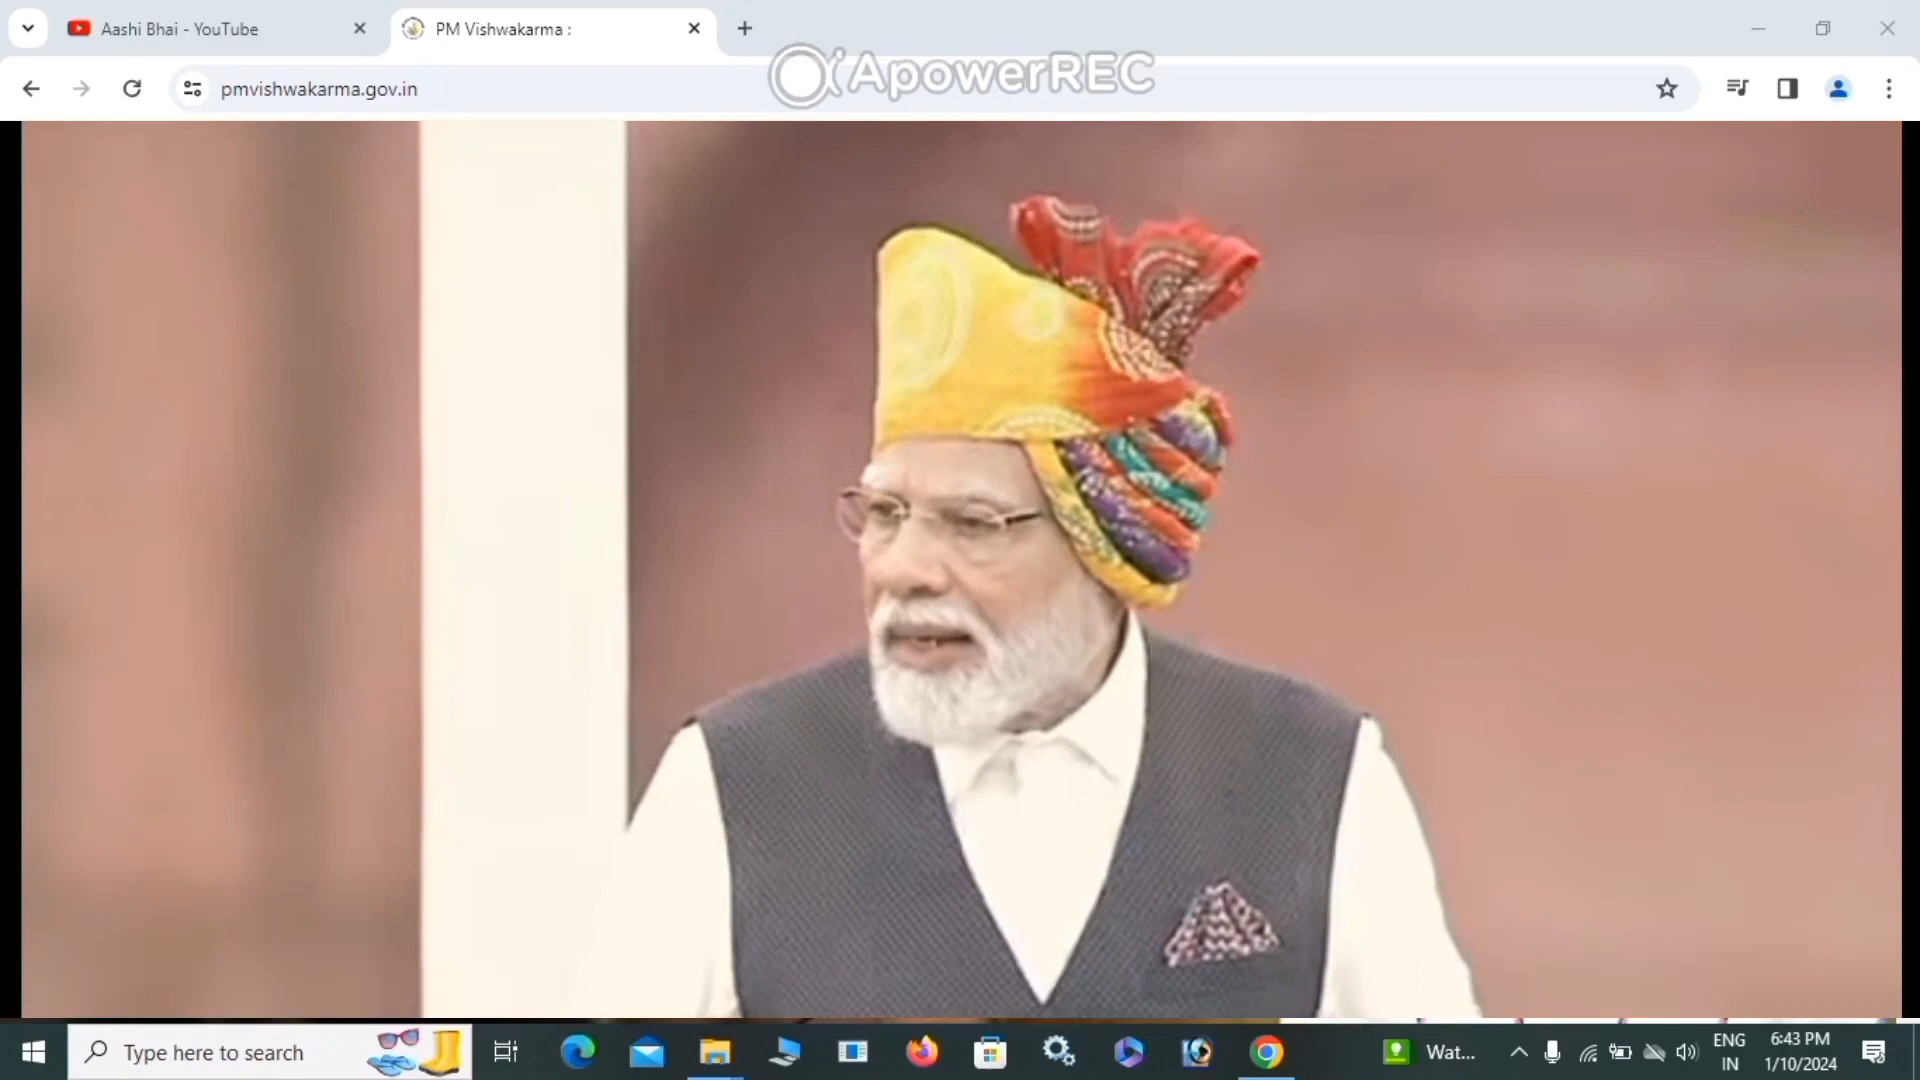 Aashi Bhai - YouTube
PM Vishwakarma :
ApowerREC
pmvishwakarma.gov.in
Type here to search
Wat...
ENG
IN
6:43 PM
1/10/2024